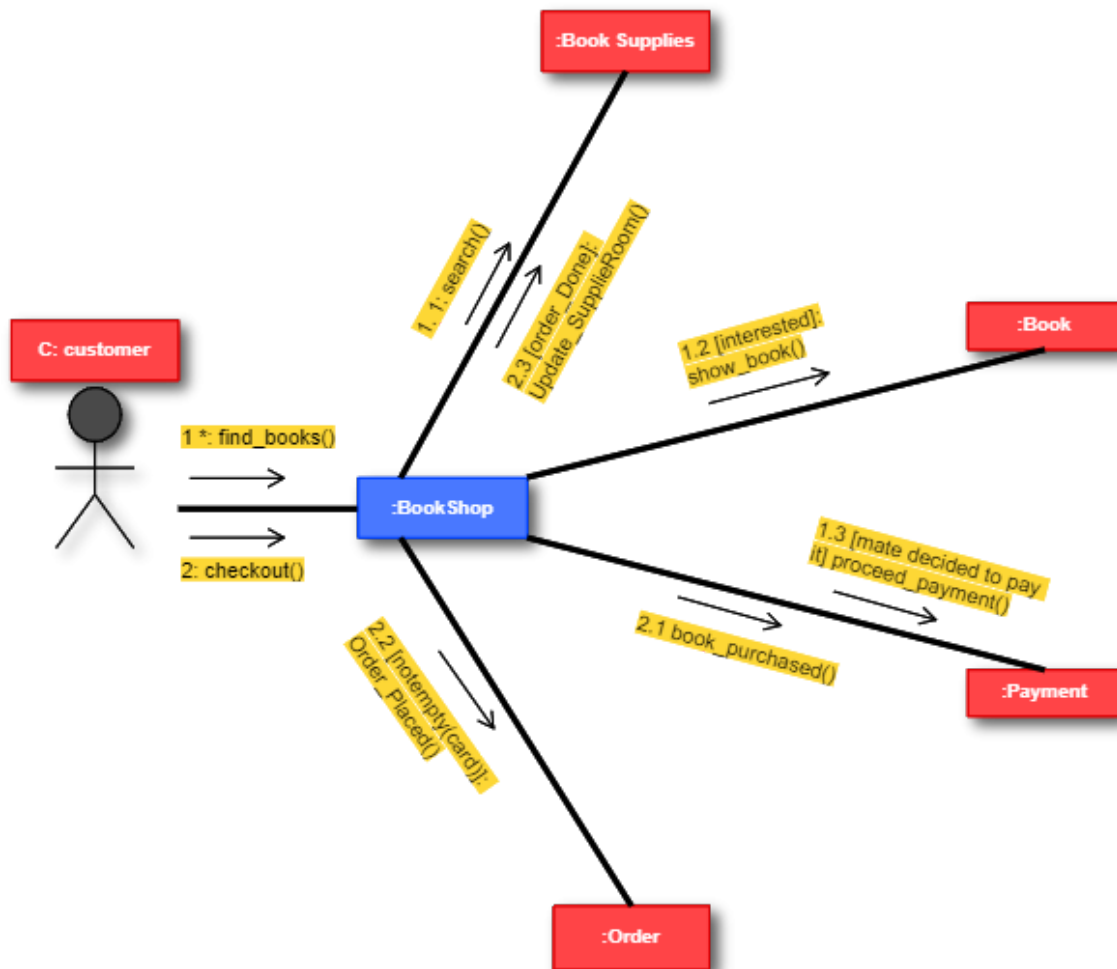 :Book Supplies
1. 1: search()
2.3 [order_Done]:
Update_SupplieRoom()
:Book
1.2 [interested]:
show_book()
C: customer
1 *: find_books()
:BookShop
2: checkout()
1.3 [mate decided to pay
it] proceed_payment()
2.1 book_purchased()
2.2 [notempty(card)]:
Order_Placed()
:Payment
:Order